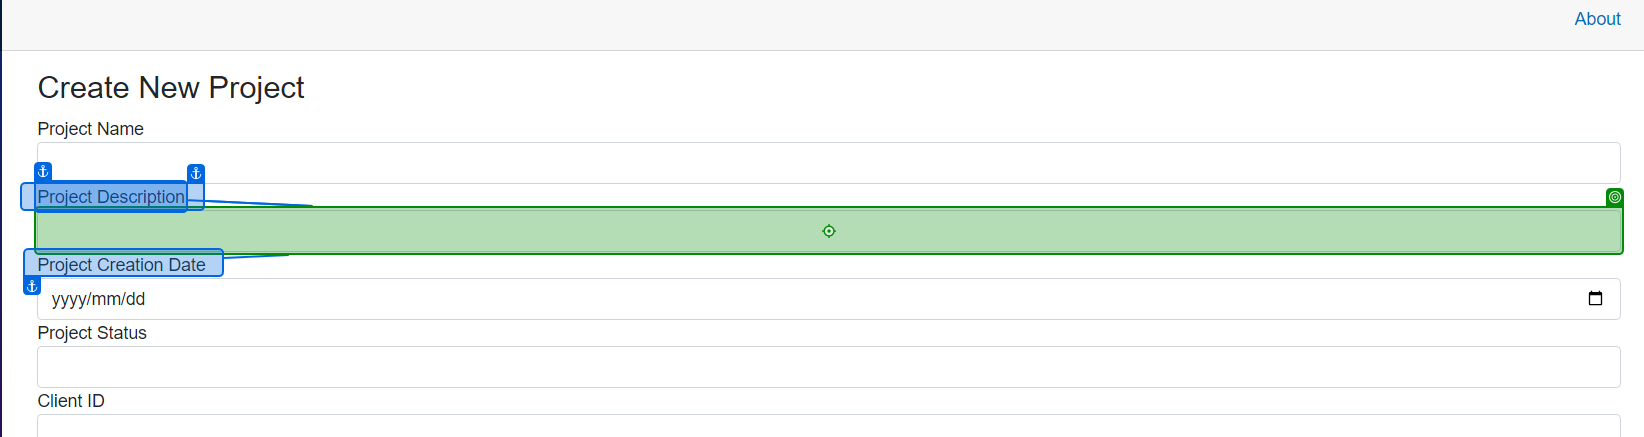 About
Create New Project
Project Name
Project Description
Project Creation Date
yyyy/mm/dd
Project Status
Client ID